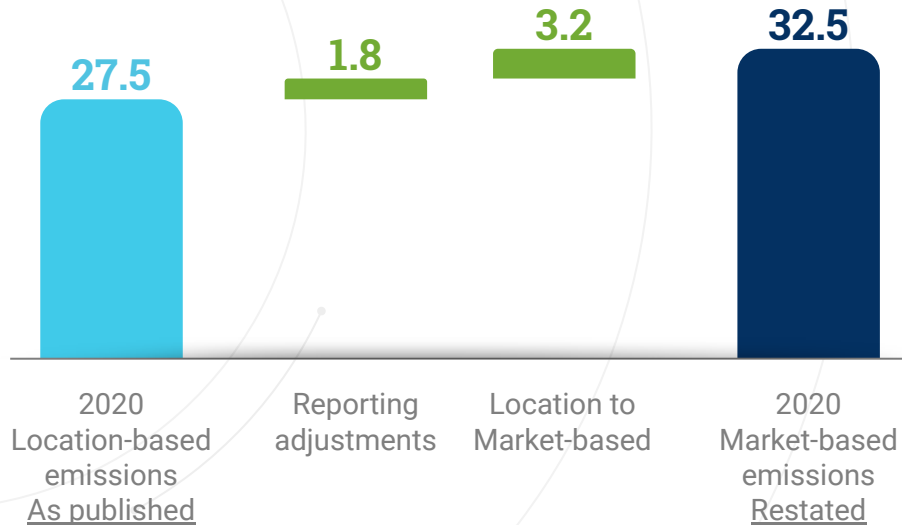 27.5
1.8
3.2
32.5
2020
Location-based
emissions
As published
Reporting
adjustments
Location to
Market-based
2020
Market-based
emissions
Restated